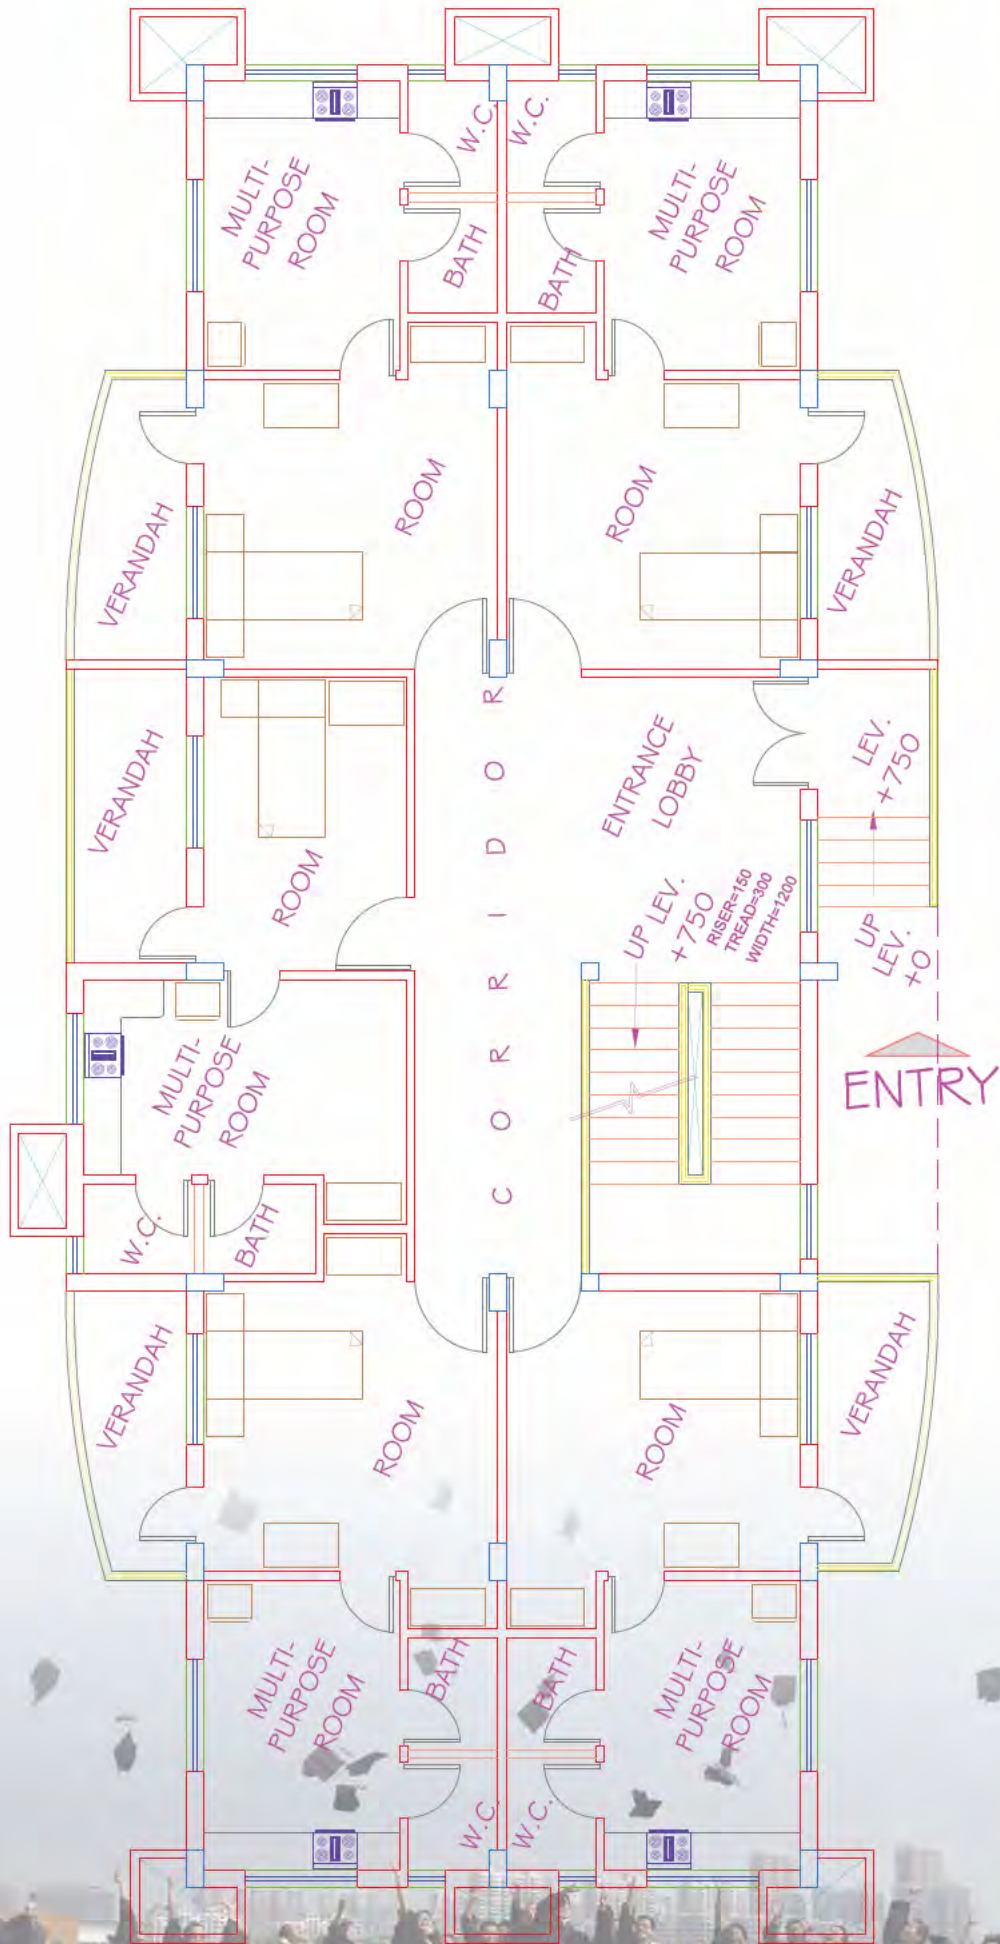 W.C.
W.C.
MULTI-
PURPOSE
ROOM
BATH
BATH
MULTI-
PURPOSE
ROOM
VERANDAH
ROOM
ROOM
VERANDAH
VERANDAH
ROOM
CORRIDOR
ENTRANCE
LOBBY
LEV.
+750
UP LEV.
+750
RISER=150
TREAD=300
WIDTH=1200
UP
LEV.
+0
ENTRY
MULTI-
PURPOSE
ROOM
W.C.
BATH
VERANDAH
ROOM
ROOM
VERANDAH
MULTI-
PURPOSE
ROOM
BATH
BATH
MULTI-
PURPOSE
ROOM
W.C.
W.C.